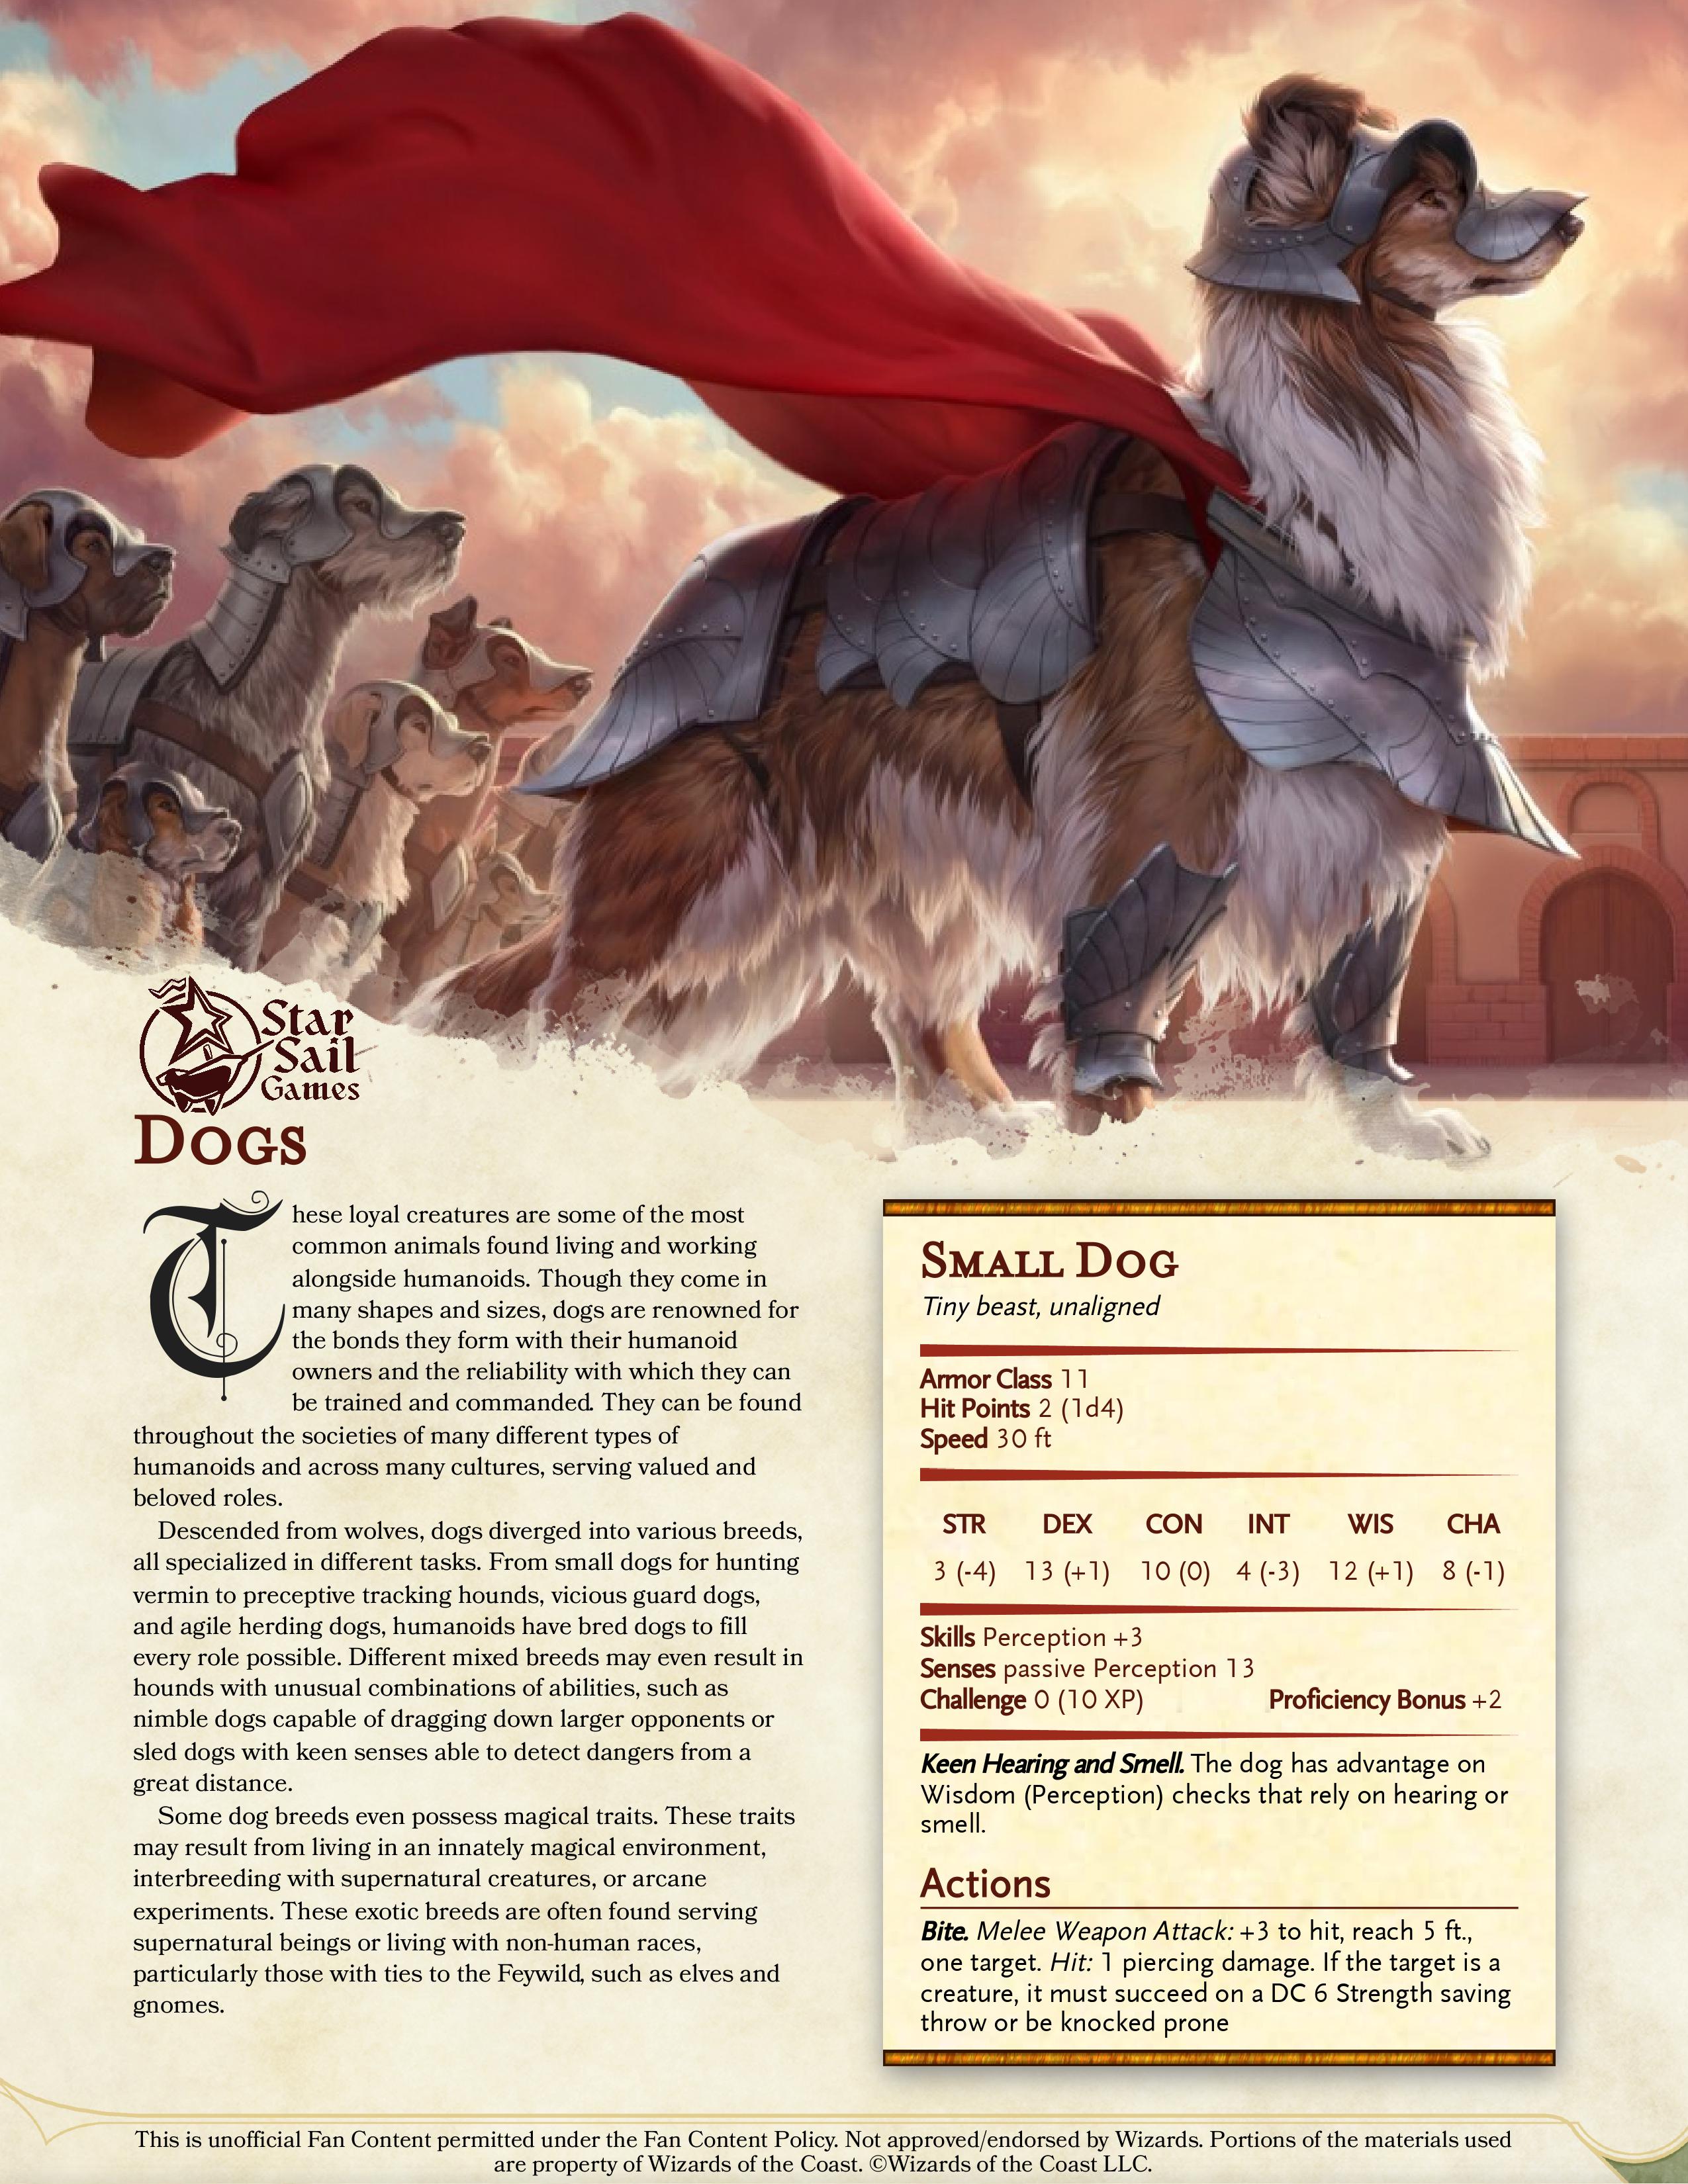 Star
Sail
Games
Dogs
These loyal creatures are some of the most
common animals found living and working
alongside humanoids. Though they come in
many shapes and sizes, dogs are renowned for
the bonds they form with their humanoid
owners and the reliability with which they can
be trained and commanded. They can be found
throughout the societies of many different types of
humanoids and across many cultures, serving valued and
beloved roles.
Descended from wolves, dogs diverged into various breeds,
all specialized in different tasks. From small dogs for hunting
vermin to preceptive tracking hounds, vicious guard dogs,
and agile herding dogs, humanoids have bred dogs to fill
every role possible. Different mixed breeds may even result in
hounds with unusual combinations of abilities, such as
nimble dogs capable of dragging down larger opponents or
sled dogs with keen senses able to detect dangers from a
great distance.
Some dog breeds even possess magical traits. These traits
may result from living in an innately magical environment,
interbreeding with supernatural creatures, or arcane
experiments. These exotic breeds are often found serving
supernatural beings or living with non-human races,
particularly those with ties to the Feywild, such as elves and
gnomes.
Small Dog
Tiny beast, unaligned
Armor Class 11
Hit Points 2 (1d4)
Speed 30 ft
STR DEX CON INT WIS CHA
3 (-4) 13 (+1) 10 (0) 4 (-3) 12 (+1) 8 (-1)
Skills Perception +3
Senses passive Perception 13
Challenge 0 (10 XP) Proficiency Bonus +2
Keen Hearing and Smell. The dog has advantage on
Wisdom (Perception) checks that rely on hearing or
smell.
Actions
Bite. Melee Weapon Attack: +3 to hit, reach 5 ft.,
one target. Hit: 1 piercing damage. If the target is a
creature, it must succeed on a DC 6 Strength saving
throw or be knocked prone
This is unofficial Fan Content permitted under the Fan Content Policy. Not approved/endorsed by Wizards. Portions of the materials used
are property of Wizards of the Coast. ©Wizards of the Coast LLC.